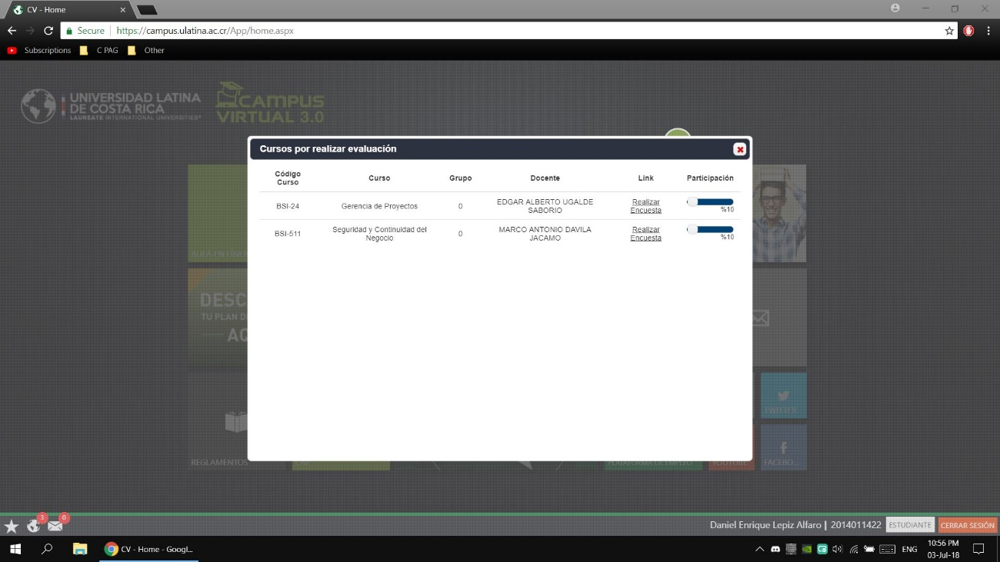 CV - Home
Secure
https://campus.ulatina.ac.cr/App/home.aspx
Subscriptions
C PAG
Other
UNIVERSIDAD LATINA
DE COSTA RICA
LAUREATE INTERNATIONAL UNIVERSITIES®
CAMPUS
VIRTUAL 3.0
Cursos por realizar evaluación
Código
Curso
Curso
Grupo
Docente
Link
Participación
BSI-24
Gerencia de Proyectos
0
EDGAR ALBERTO UGALDE
SABORIO
Realizar
Encuesta
%10
BSI-511
Seguridad y Continuidad del
Negocio
0
MARCO ANTONIO DAVILA
JACAMO
Realizar
Encuesta
%10
AULA EN LÍNEA
DESC
TU PLAN DE
AQ
REGLAMENTOS
PLATAFORMA DE EMPLEO
YOUTUBE
TWITTER
FACEBO...
3
0
Daniel Enrique Lepiz Alfaro | 2014011422
ESTUDIANTE
CERRAR SESIÓN
CV - Home - Googl...
ENG
10:56 PM
03-Jul-18